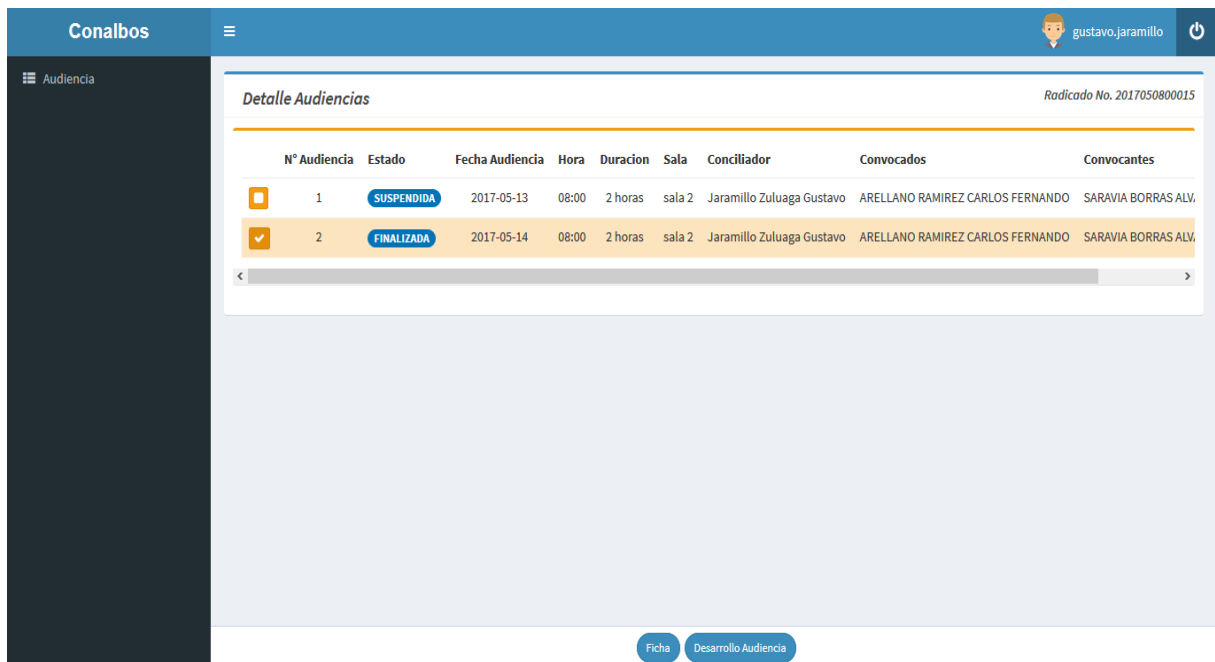 Conalbos
gustavo.jaramillo
Audiencia
Detalle Audiencias
Radicado No. 2017050800015
N° Audiencia Estado Fecha Audiencia Hora Duracion Sala Conciliador Convocados Convocantes
1 SUSPENDIDA 2017-05-13 08:00 2 horas sala 2 Jaramillo Zuluaga Gustavo ARELLANO RAMIREZ CARLOS FERNANDO SARAVIA BORRAS
2 FINALIZADA 2017-05-14 08:00 2 horas sala 2 Jaramillo Zuluaga Gustavo ARELLANO RAMIREZ CARLOS FERNANDO SARAVIA BORRAS
Ficha Desarrollo Audiencia